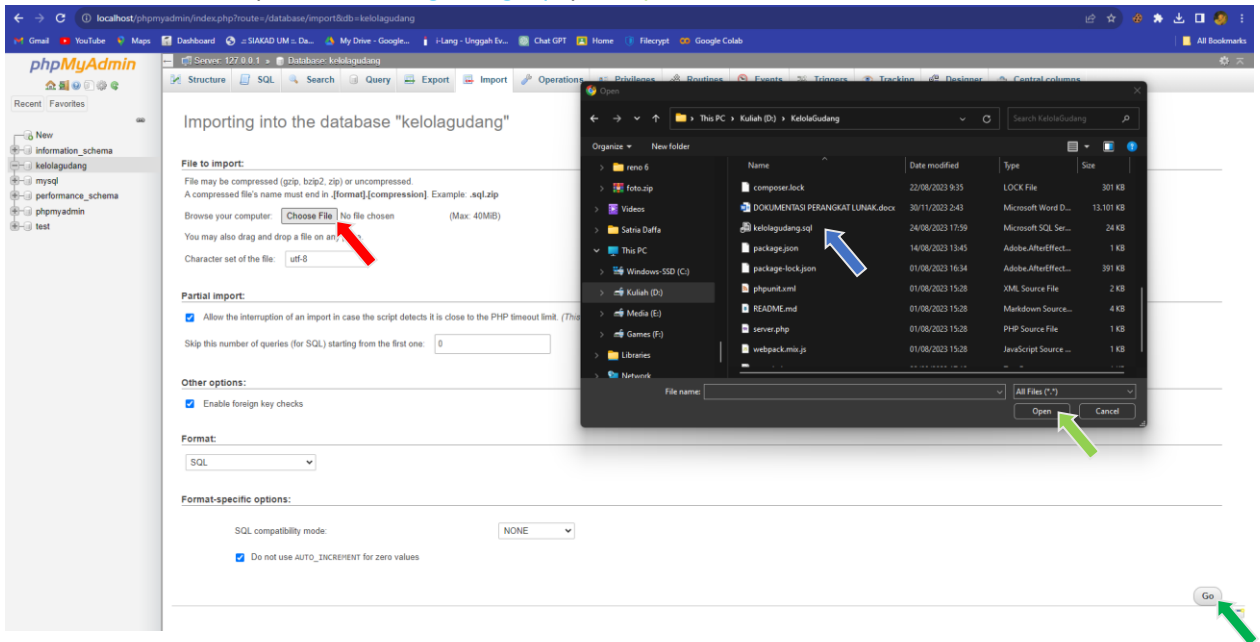 localhost/phpmyadmin/index.php?route=/database/import&db=kelolagudang
Gmail YouTube Maps Dashboard .:: SIAKAD UM ::. Da... My Drive - Google... i-Lang - Unggah Ev... Chat GPT Home Filecrypt Google Colab All Bookmarks
phpMyAdmin
Recent Favorites
New
information_schema
kelolagudang
mysql
performance_schema
phpmyadmin
test
Server: 127.0.0.1 » Database: kelolagudang
Structure SQL Search Query Export Import Operations Privileges Routines Events Triggers Tracking Designer Central columns
Importing into the database "kelolagudang"
File to import:
File may be compressed (gzip, bzip2, zip) or uncompressed.
A compressed file's name must end in .[format].[compression]. Example: .sql.zip
Browse your computer: Choose File No file chosen (Max: 40MiB)
You may also drag and drop a file on any
Character set of the file: utf-8
Partial import:
Allow the interruption of an import in case the script detects it is close to the PHP timeout limit. (This
Skip this number of queries (for SQL) starting from the first one: 0
Other options:
Enable foreign key checks
Format:
SQL
Format-specific options:
SQL compatibility mode: NONE
Do not use AUTO_INCREMENT for zero values
Go
Open
This PC › Kuliah (D:) › KelolaGudang
Search KelolaGudang
Organize New folder
reno 6
foto.zip
Videos
Satria Daffa
This PC
Windows-SSD (C:)
Kuliah (D:)
Media (E:)
Games (F:)
Libraries
Network
Name Date modified Type Size
composer.lock 22/08/2023 9:35 LOCK File 301 KB
DOKUMENTASI PERANGKAT LUNAK.docx 30/11/2023 2:43 Microsoft Word D... 13.101 KB
kelolagudang.sql 24/08/2023 17:59 Microsoft SQL Ser... 24 KB
package.json 14/08/2023 13:45 Adobe.AfterEffect... 1 KB
package-lock.json 01/08/2023 16:34 Adobe.AfterEffect... 391 KB
phpunit.xml 01/08/2023 15:28 XML Source File 2 KB
README.md 01/08/2023 15:28 Markdown Source... 4 KB
server.php 01/08/2023 15:28 PHP Source File 1 KB
webpack.mix.js 01/08/2023 15:28 JavaScript Source ... 1 KB
File name: All Files (*.*)
Open Cancel